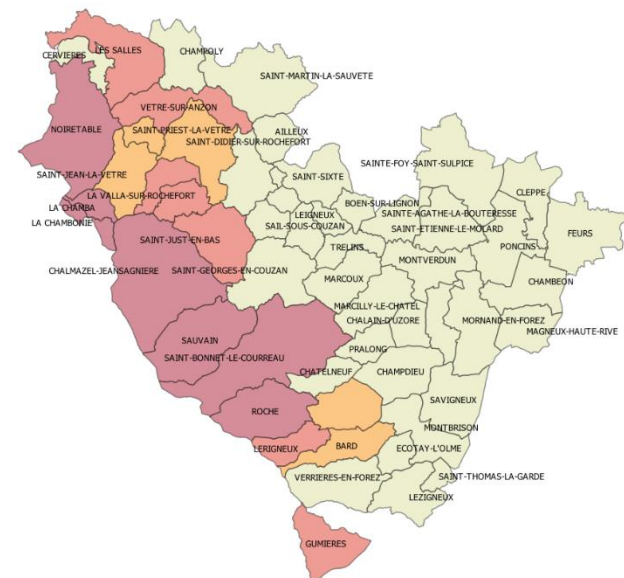 LES SALLES
CERVIERES
CHAMPOLY
SAINT-MARTIN-LA-SAUVETE
VETRE-SUR-ANZON
NOIRETABLE
SAINT-PRIEST-LA-VETRE
AILLEUX
SAINT-DIDIER-SUR-ROCHEFORT
SAINTE-FOY-SAINT-SULPICE
SAINT-JEAN-LA-VETRE
SAINT-SIXTE
CLEPPE
LA VALLA-SUR-ROCHEFORT
BOEN-SUR-LIGNON
LA CHAMBA
LEIGNEUX
SAINTE-AGATHE-LA-BOUTERESSE
LA CHAMBONIE
SAIL-SOUS-COUZAN
SAINT-ETIENNE-LE-MOLARD
FEURS
SAINT-JUST-EN-BAS
TRELINS
PONCINS
MONTVERDUN
CHALMAZEL-JEANSAGNIERE
SAINT-GEORGES-EN-COUZAN
MARCOUX
CHAMBEON
MARCILLY-LE-CHATEL
CHALAIN-D'UZORE
MORNAND-EN-FOREZ
MAGNEUX-HAUTE-RIVE
SAUVAIN
PRALONG
SAINT-BONNET-LE-COURREAU
CHATELNEUF
CHAMPDIEU
SAVIGNEUX
ROCHE
MONTBRISON
LERIGNEUX
BARD
ECOTAY-L'OLME
VERRIERES-EN-FOREZ
SAINT-THOMAS-LA-GARDE
LEZIGNEUX
GUMIERES